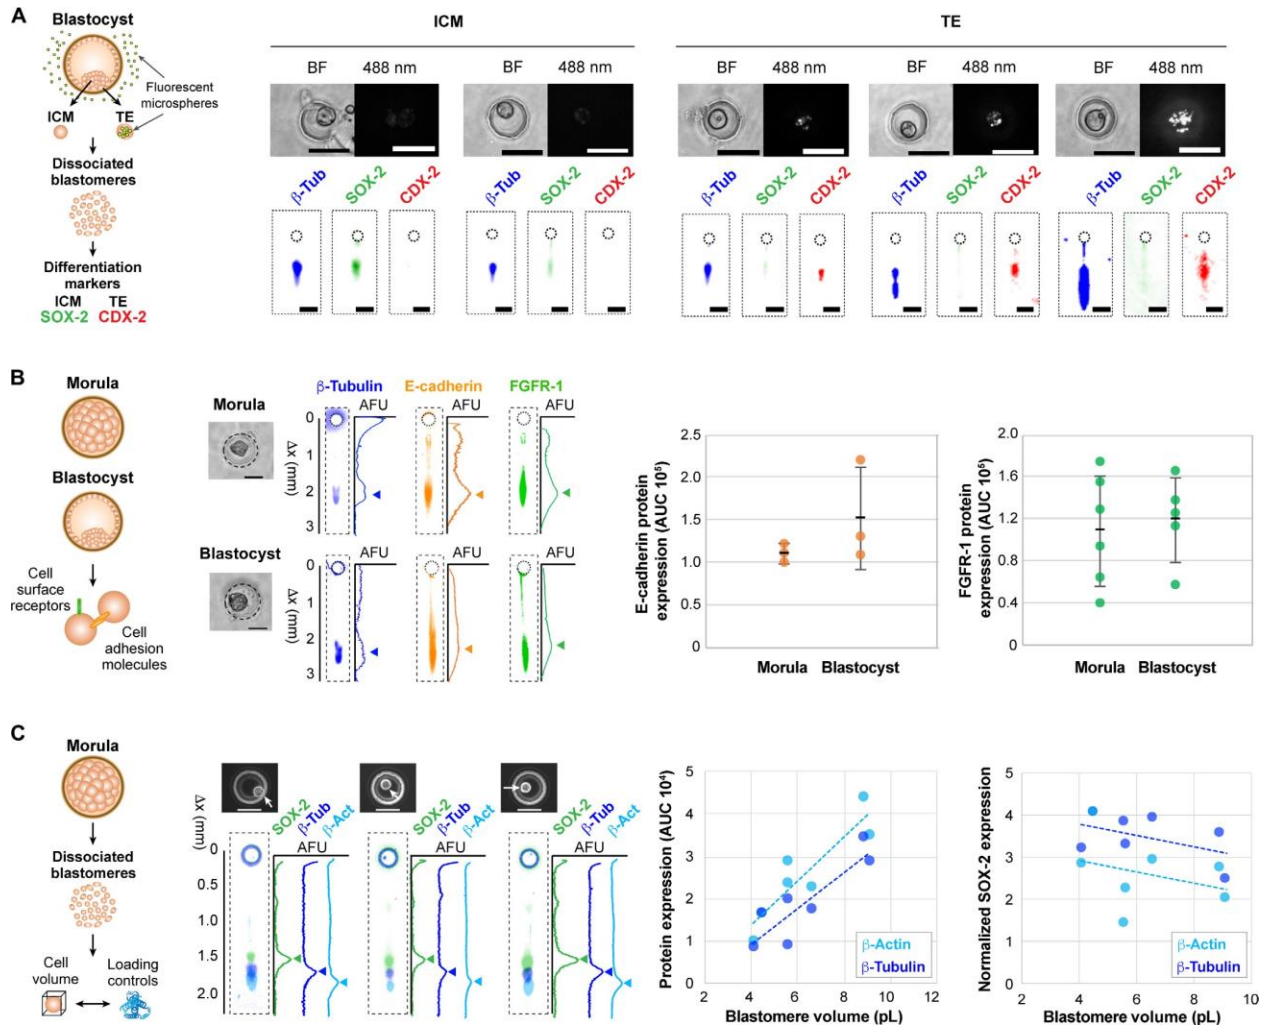 A
Blastocyst
Fluorescent
microspheres
ICM TE
Dissociated
blastomeres
Differentiation
markers
ICM TE
SOX-2 CDX-2
ICM
TE
BF 488 nm BF 488 nm BF 488 nm BF 488 nm BF 488 nm
β-Tub SOX-2 CDX-2 β-Tub SOX-2 CDX-2 β-Tub SOX-2 CDX-2 β-Tub SOX-2 CDX-2 β-Tub SOX-2 CDX-2
B
Morula
Blastocyst
Cell
surface
receptors
Cell
adhesion
molecules
β-Tubulin E-cadherin FGFR-1
AFU AFU AFU
Morula
Δx (mm)
0
1
2
3
AFU AFU AFU
Blastocyst
Δx (mm)
0
1
2
3
E-cadherin protein
expression (AUC 10⁵)
2.5
2.0
1.5
1.0
0.5
0
Morula Blastocyst
FGFR-1 protein
expression (AUC 10⁶)
2.0
1.6
1.2
0.8
0.4
0
Morula Blastocyst
C
Morula
Dissociated
blastomeres
Cell
volume
Loading
controls
SOX-2 β-Tub β-Act SOX-2 β-Tub β-Act SOX-2 β-Tub β-Act
AFU AFU AFU
Δx (mm)
0
0.5
1.0
1.5
2.0
Protein expression (AUC 10⁴)
5
4
3
2
1
0
β-Actin
β-Tubulin
2 4 6 8 10 12
Blastomere volume (pL)
Normalized SOX-2 expression
5
4
3
2
1
0
β-Actin
β-Tubulin
2 4 6 8 10
Blastomere volume (pL)